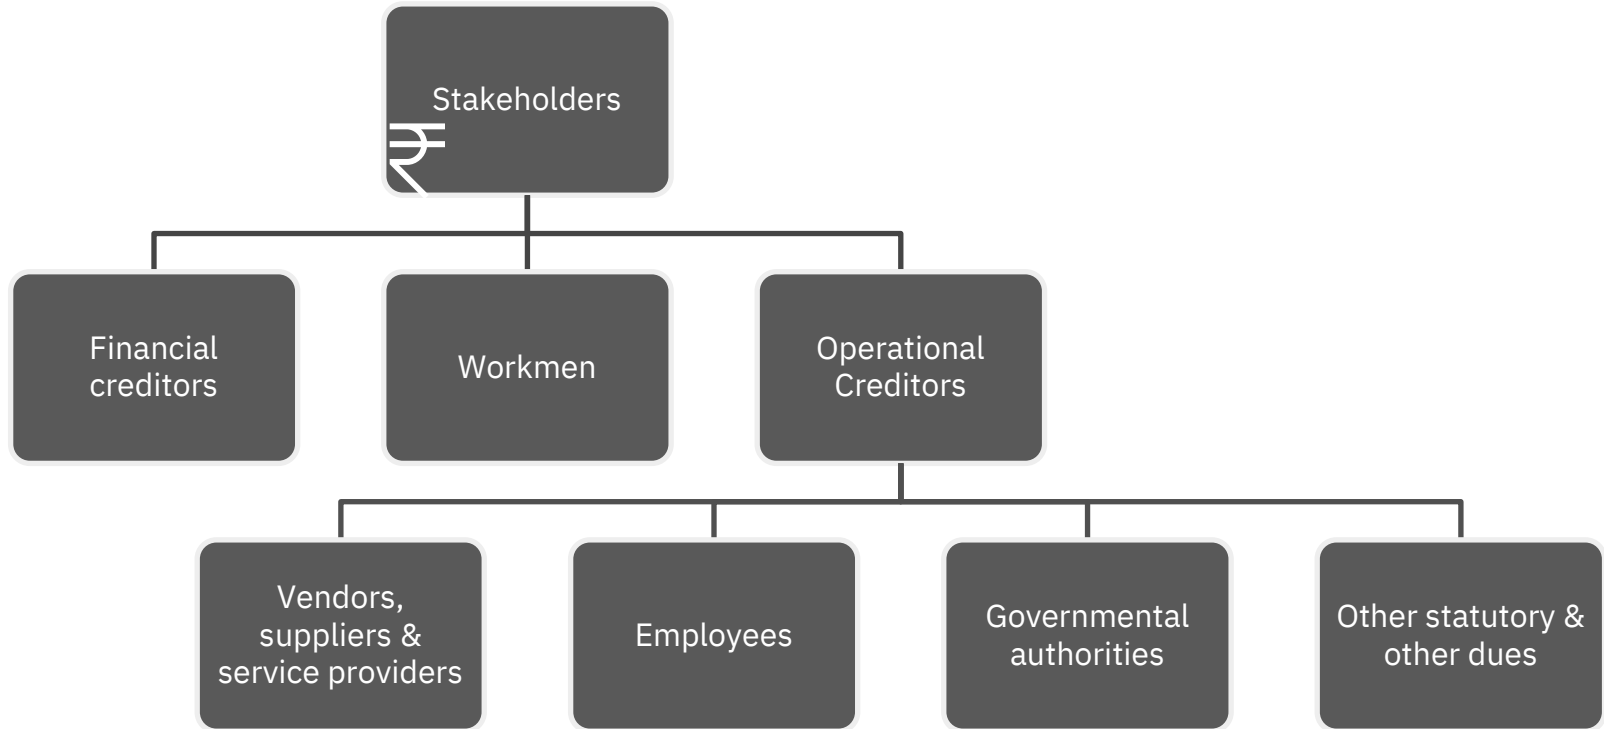 Stakeholders
₹
Financial
creditors
Workmen
Operational
Creditors
Vendors,
suppliers &
service providers
Employees
Governmental
authorities
Other statutory &
other dues